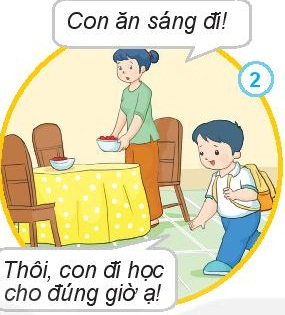 Con ăn sáng đi!
2
Thôi, con đi học
cho đúng giờ ạ!